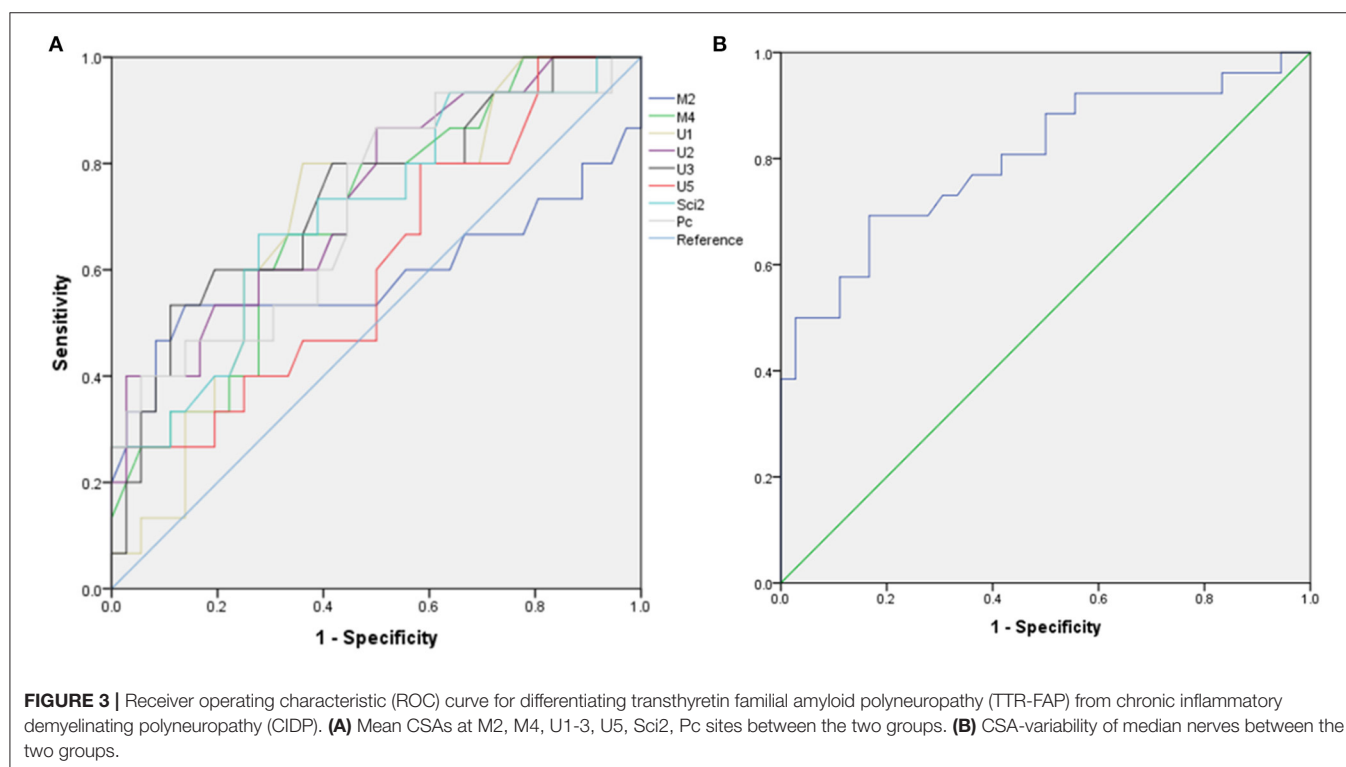 A
B
1.0
0.8
0.6
0.4
0.2
0.0
Sensitivity
0.0 0.2 0.4 0.6 0.8 1.0
1 - Specificity
M2
M4
U1
U2
U3
U5
Sci2
Pc
Reference
1.0
0.8
0.6
0.4
0.2
0.0
0.0 0.2 0.4 0.6 0.8 1.0
1 - Specificity
FIGURE 3 | Receiver operating characteristic (ROC) curve for differentiating transthyretin familial amyloid polyneuropathy (TTR-FAP) from chronic inflammatory
demyelinating polyneuropathy (CIDP). (A) Mean CSAs at M2, M4, U1-3, U5, Sci2, Pc sites between the two groups. (B) CSA-variability of median nerves between the
two groups.